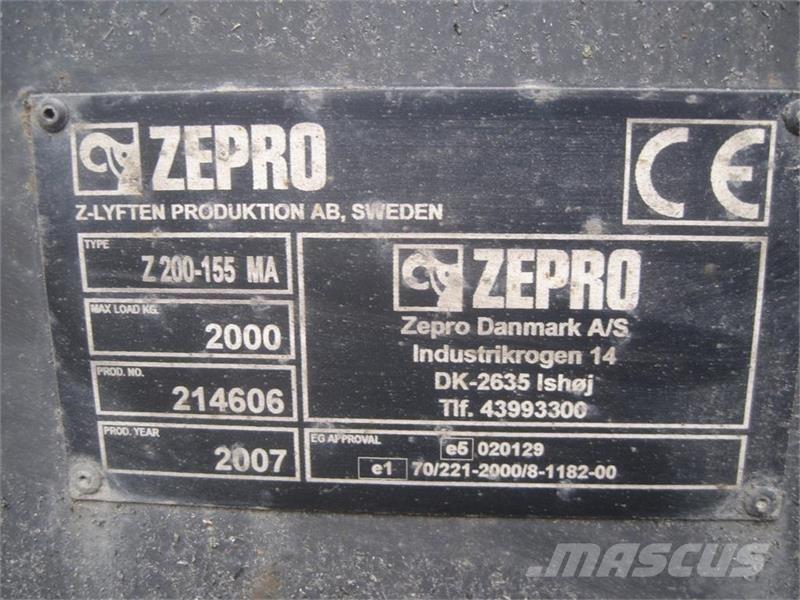 ZEPRO
CE
Z-LYFTEN PRODUKTION AB, SWEDEN
TYPE
Z 200-155 MA
MAX LOAD KG.
2000
PROD. NO.
214606
PROD. YEAR
2007
ZEPRO
Zepro Danmark A/S
Industrikrogen 14
DK-2635 Ishøj
Tlf. 43993300
EG APPROVAL
e5 020129
e1 70/221-2000/8-1182-00
MASCUS